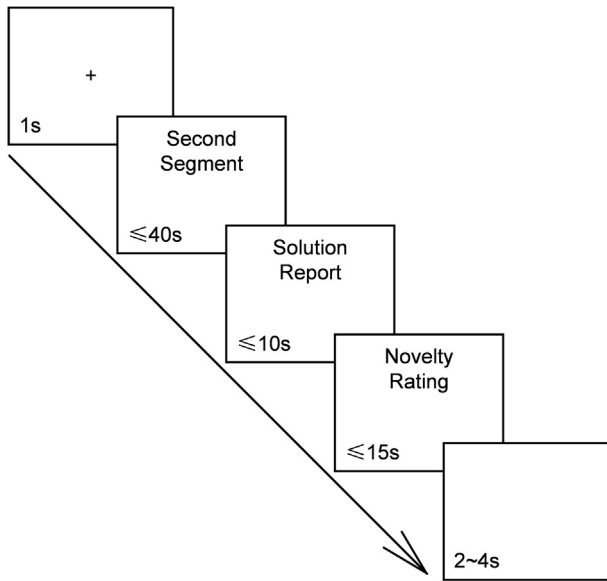 +
1s
Second
Segment
⩽40s
Solution
Report
⩽10s
Novelty
Rating
⩽15s
2~4s